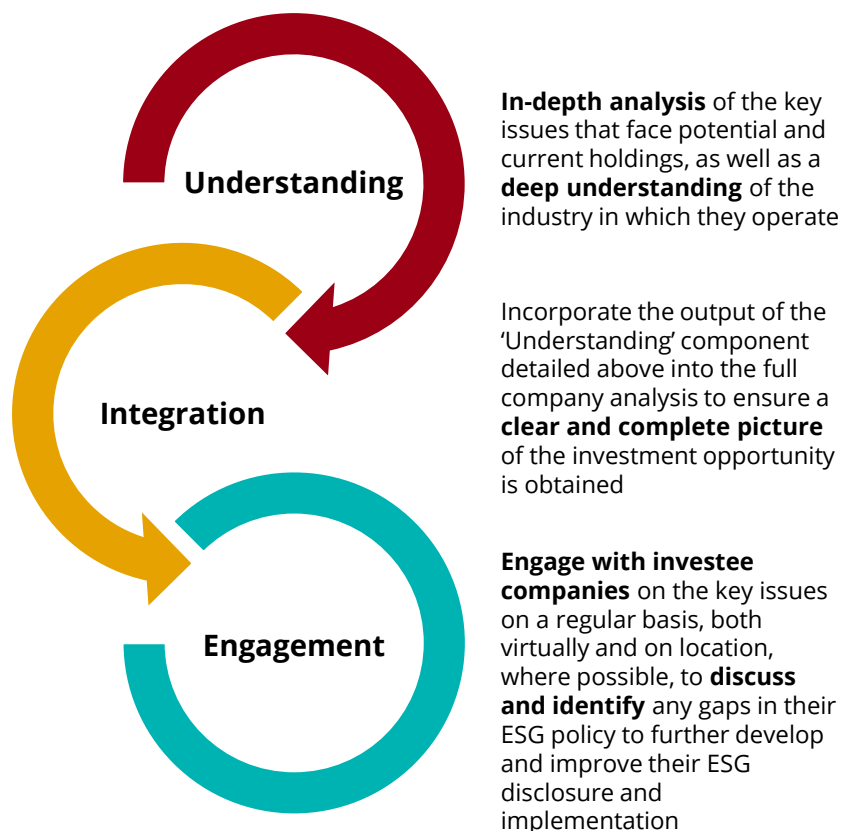 Understanding
In-depth analysis of the key
issues that face potential and
current holdings, as well as a
deep understanding of the
industry in which they operate
Integration
Incorporate the output of the
‘Understanding’ component
detailed above into the full
company analysis to ensure a
clear and complete picture
of the investment opportunity
is obtained
Engagement
Engage with investee
companies on the key issues
on a regular basis, both
virtually and on location,
where possible, to discuss
and identify any gaps in their
ESG policy to further develop
and improve their ESG
disclosure and
implementation